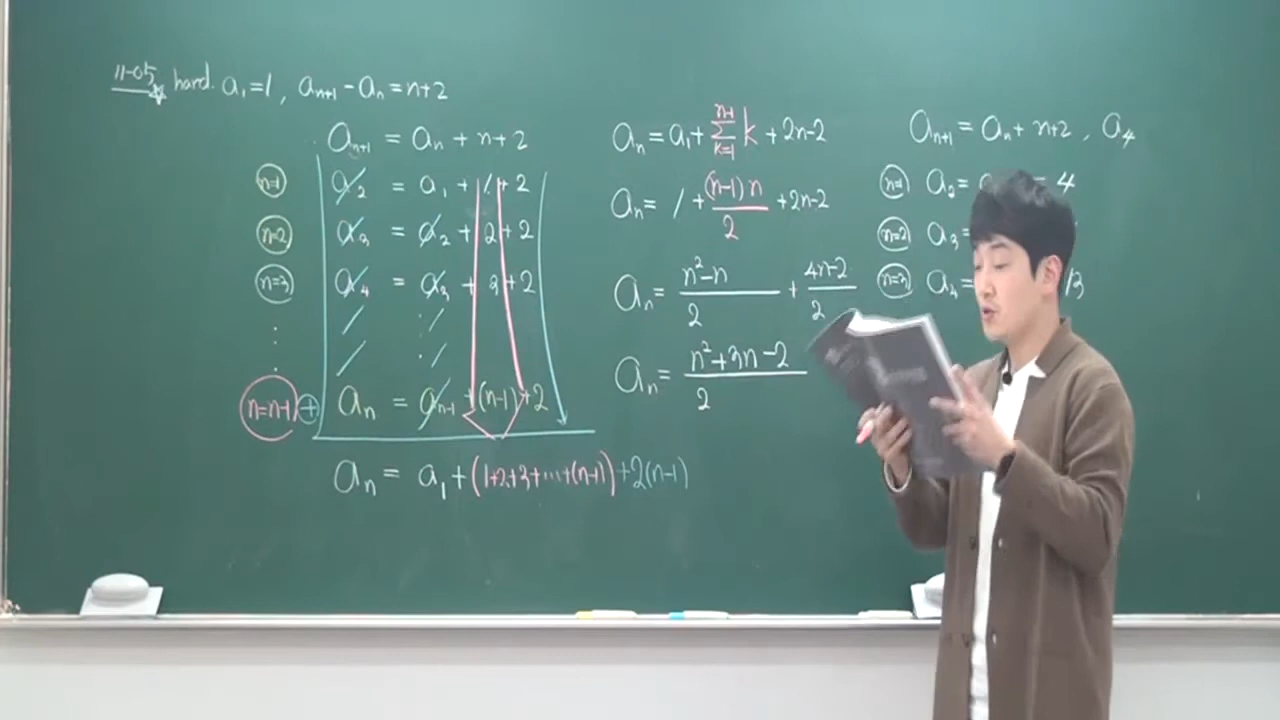 11-05 hard. a₁=1, aₙ₊₁-aₙ=n+2
aₙ₊₁ = aₙ + n+2
n=1 a₂ = a₁ + 1 + 2
n=2 a₃ = a₂ + 2 + 2
n=3 a₄ = a₃ + 3 + 2
n=n-1 + aₙ = aₙ₋₁ + (n-1) + 2
aₙ = a₁+(1+2+3+⋯+(n-1))+2(n-1)
aₙ=a₁+∑ₖ₌₁ⁿ⁻¹ k+2n-2
aₙ= 1+(n-1)n/2+2n-2
aₙ= n²-n/2 + 4n-2/2
aₙ= n²+3n-2/2
aₙ₊₁=aₙ+n+2, a₄
n=1 a₂= = 4
n=2 a₃=
n=3 a₄= 13